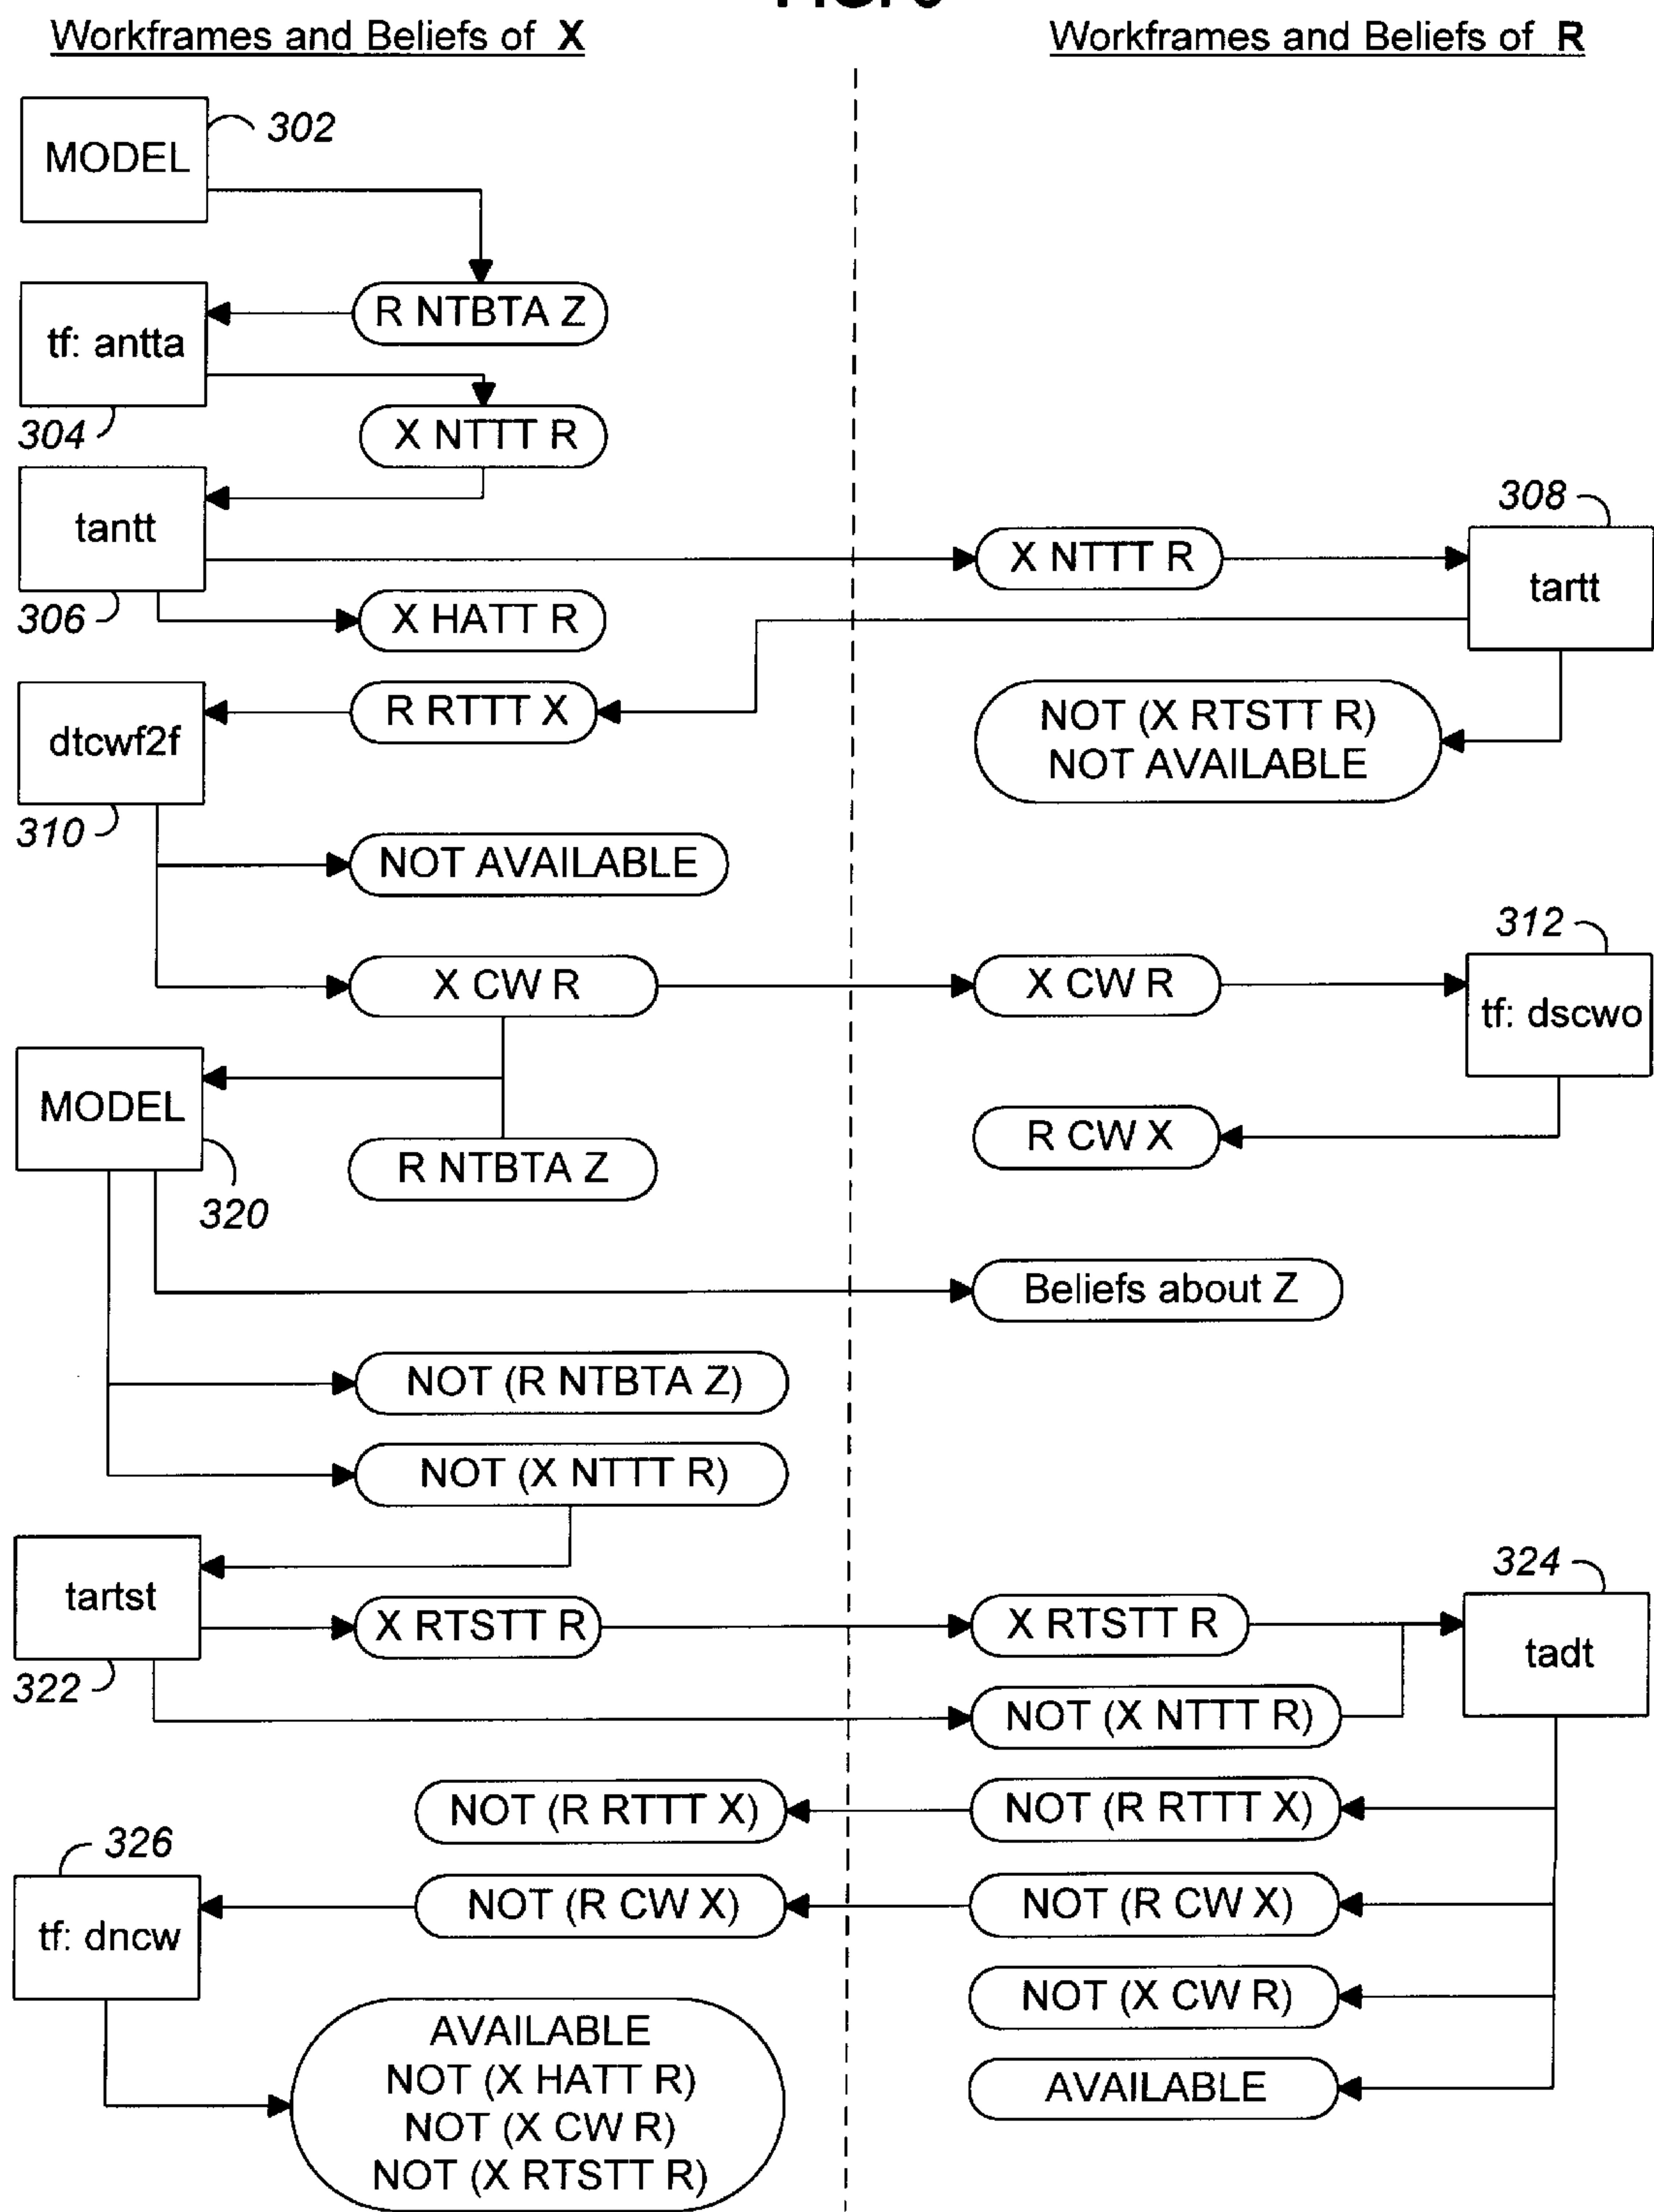 Workframes and Beliefs of X
Workframes and Beliefs of R
MODEL
302
R NTBTA Z
tf: antta
304
X NTTT R
tantt
306
X NTTT R
308
tartt
X HATT R
R RTTT X
NOT (X RTSTT R)
NOT AVAILABLE
dtcwf2f
310
NOT AVAILABLE
312
X CW R
X CW R
tf: dscwo
MODEL
320
R CW X
R NTBTA Z
Beliefs about Z
NOT (R NTBTA Z)
NOT (X NTTT R)
tartst
322
X RTSTT R
X RTSTT R
324
tadt
NOT (X NTTT R)
NOT (R RTTT X)
NOT (R RTTT X)
326
tf: dncw
NOT (R CW X)
NOT (R CW X)
NOT (X CW R)
AVAILABLE
AVAILABLE
NOT (X HATT R)
NOT (X CW R)
NOT (X RTSTT R)